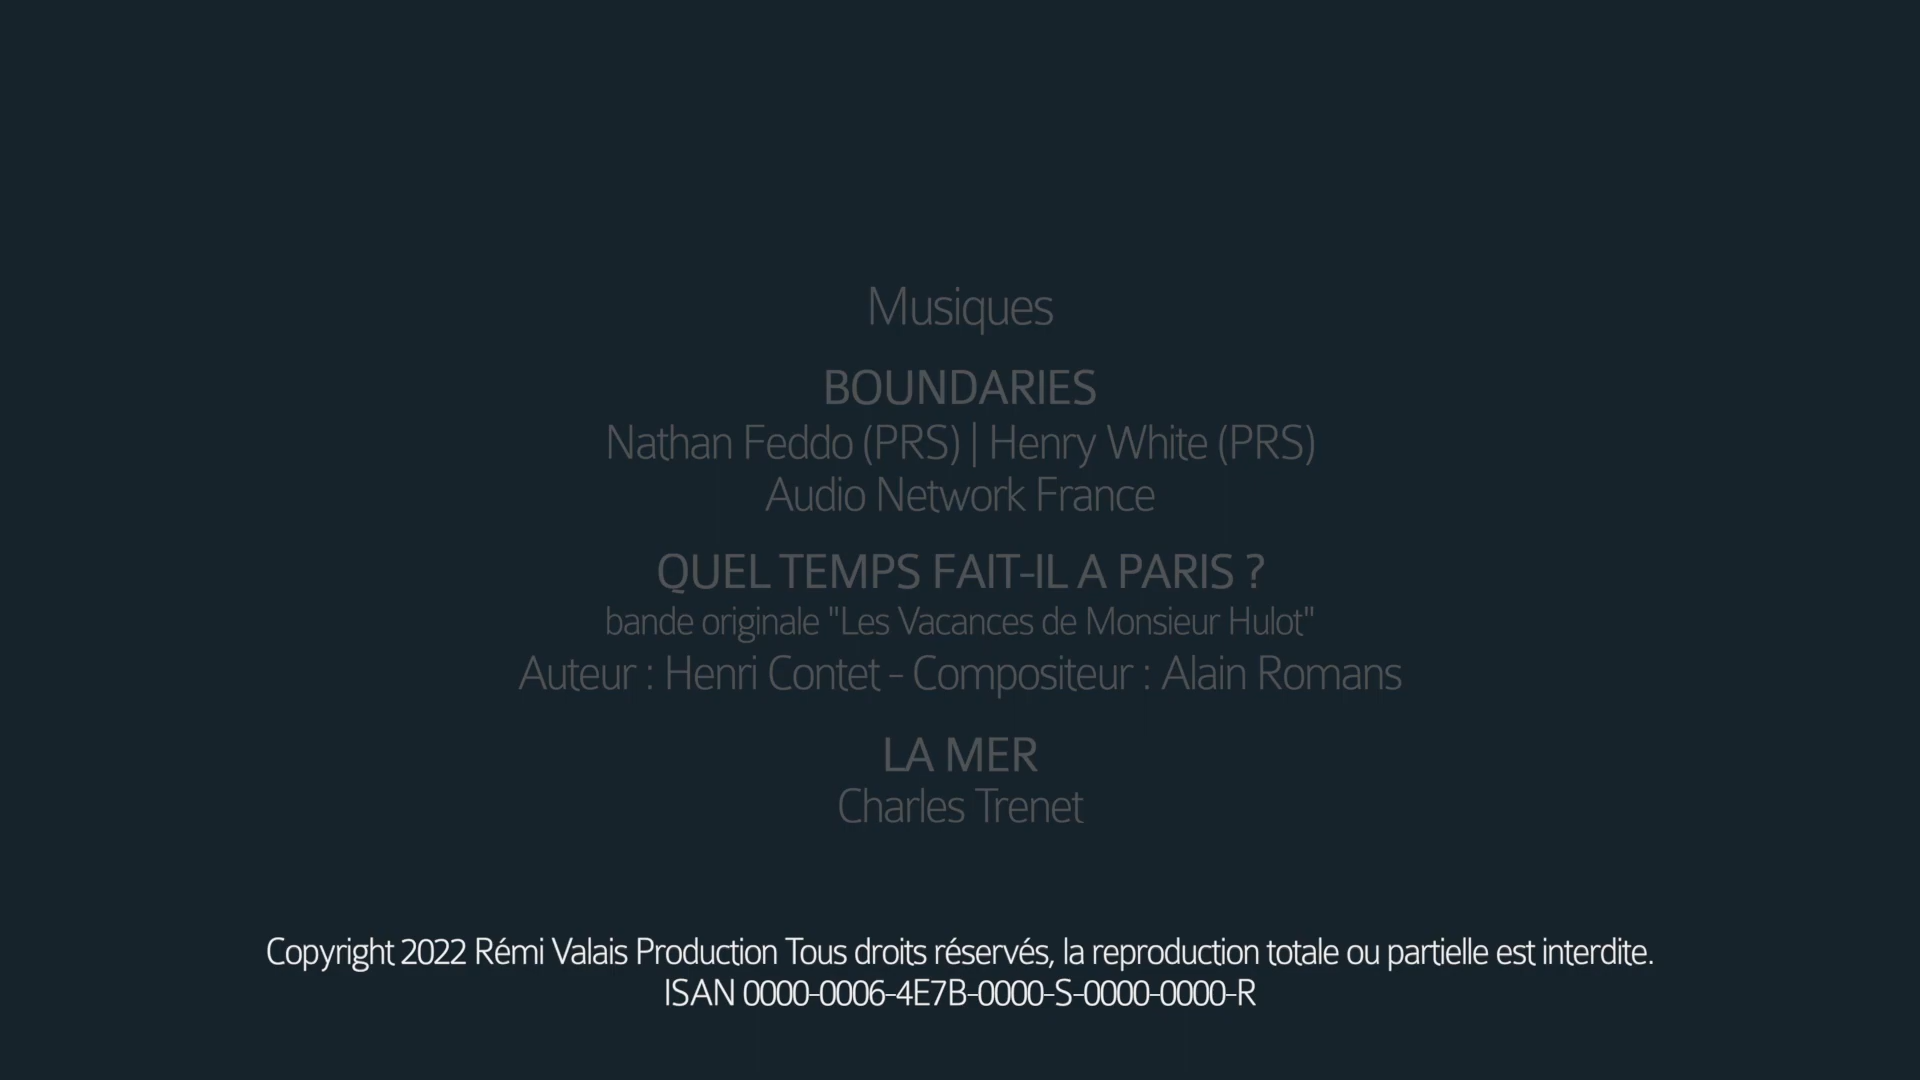 Musiques
BOUNDARIES
Nathan Feddo (PRS) | Henry White (PRS)
Audio Network France
QUEL TEMPS FAIT-IL A PARIS ?
bande originale "Les Vacances de Monsieur Hulot"
Auteur : Henri Contet - Compositeur : Alain Romans
LA MER
Charles Trenet
Copyright 2022 Rémi Valais Production Tous droits réservés, la reproduction totale ou partielle est interdite.
ISAN 0000-0006-4E7B-0000-S-0000-0000-R